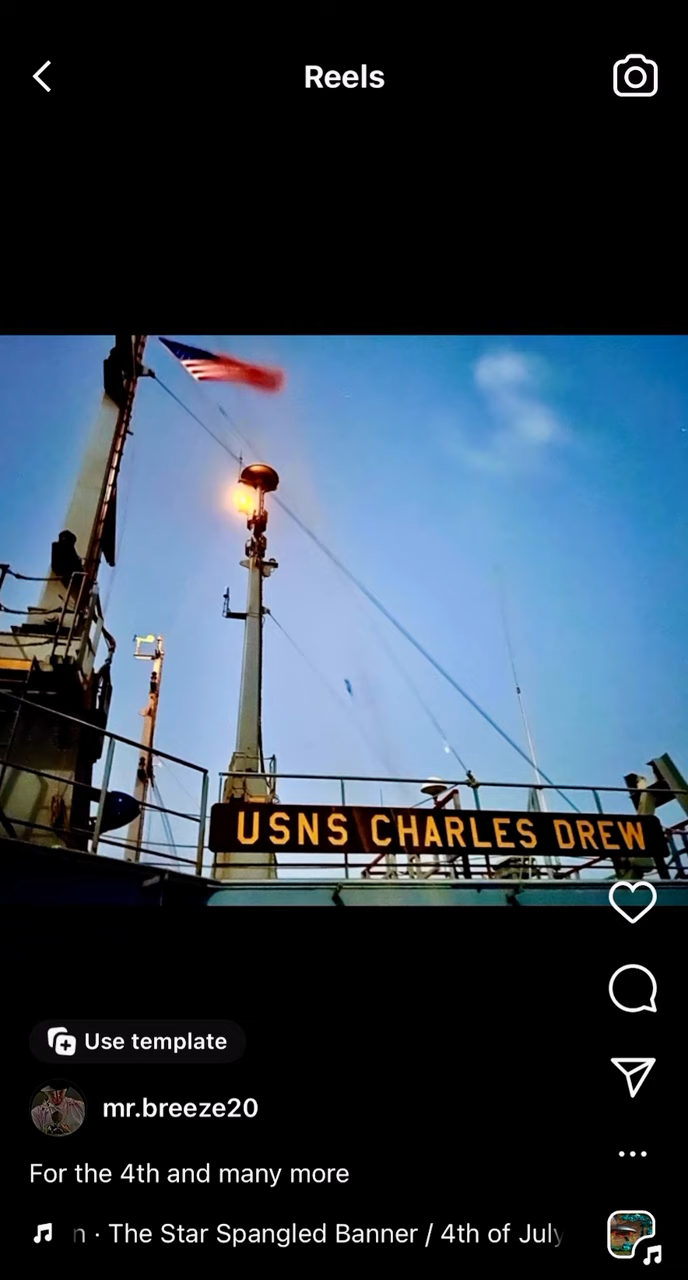 Reels
USNS CHARLES DREW
Use template
mr.breeze20
For the 4th and many more
n · The Star Spangled Banner / 4th of July